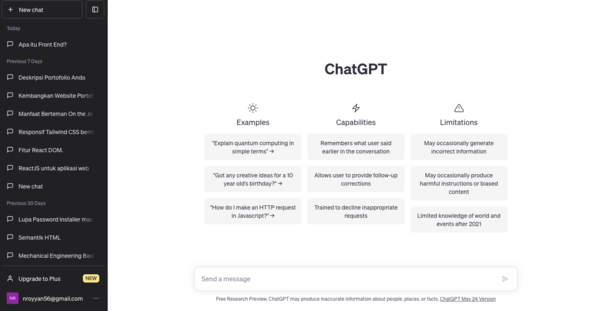 New chat
Today
Apa itu Front End?
Previous 7 Days
Deskripsi Portofolio Anda
Kembangkan Website Portof
Manfaat Berteman On the Jo
Responsif Tailwind CSS
Fitur React DOM.
ReactJS untuk aplikasi web
New chat
Previous 30 Days
Lupa Password Installer mac
Semantik HTML
Mechanical Engineering
Upgrade to Plus
NEW
nroyyan56@gmail.com
ChatGPT
Examples
"Explain quantum computing in
simple terms" →
"Got any creative ideas for a 10
year old's birthday?" →
"How do I make an HTTP request
in Javascript?" →
Capabilities
Remembers what user said
earlier in the conversation
Allows user to provide follow-up
corrections
Trained to decline inappropriate
requests
Limitations
May occasionally generate
incorrect information
May occasionally produce
harmful instructions or biased
content
Limited knowledge of world and
events after 2021
Send a message
Free Research Preview. ChatGPT may produce inaccurate information about people, places, or facts. ChatGPT May 24 Version